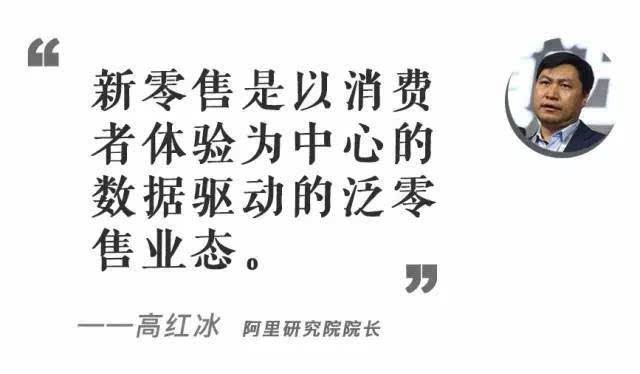 “
新零售是以消费
者体验为中心的
数据驱动的泛零
售业态。
”
——高红冰 阿里研究院院长